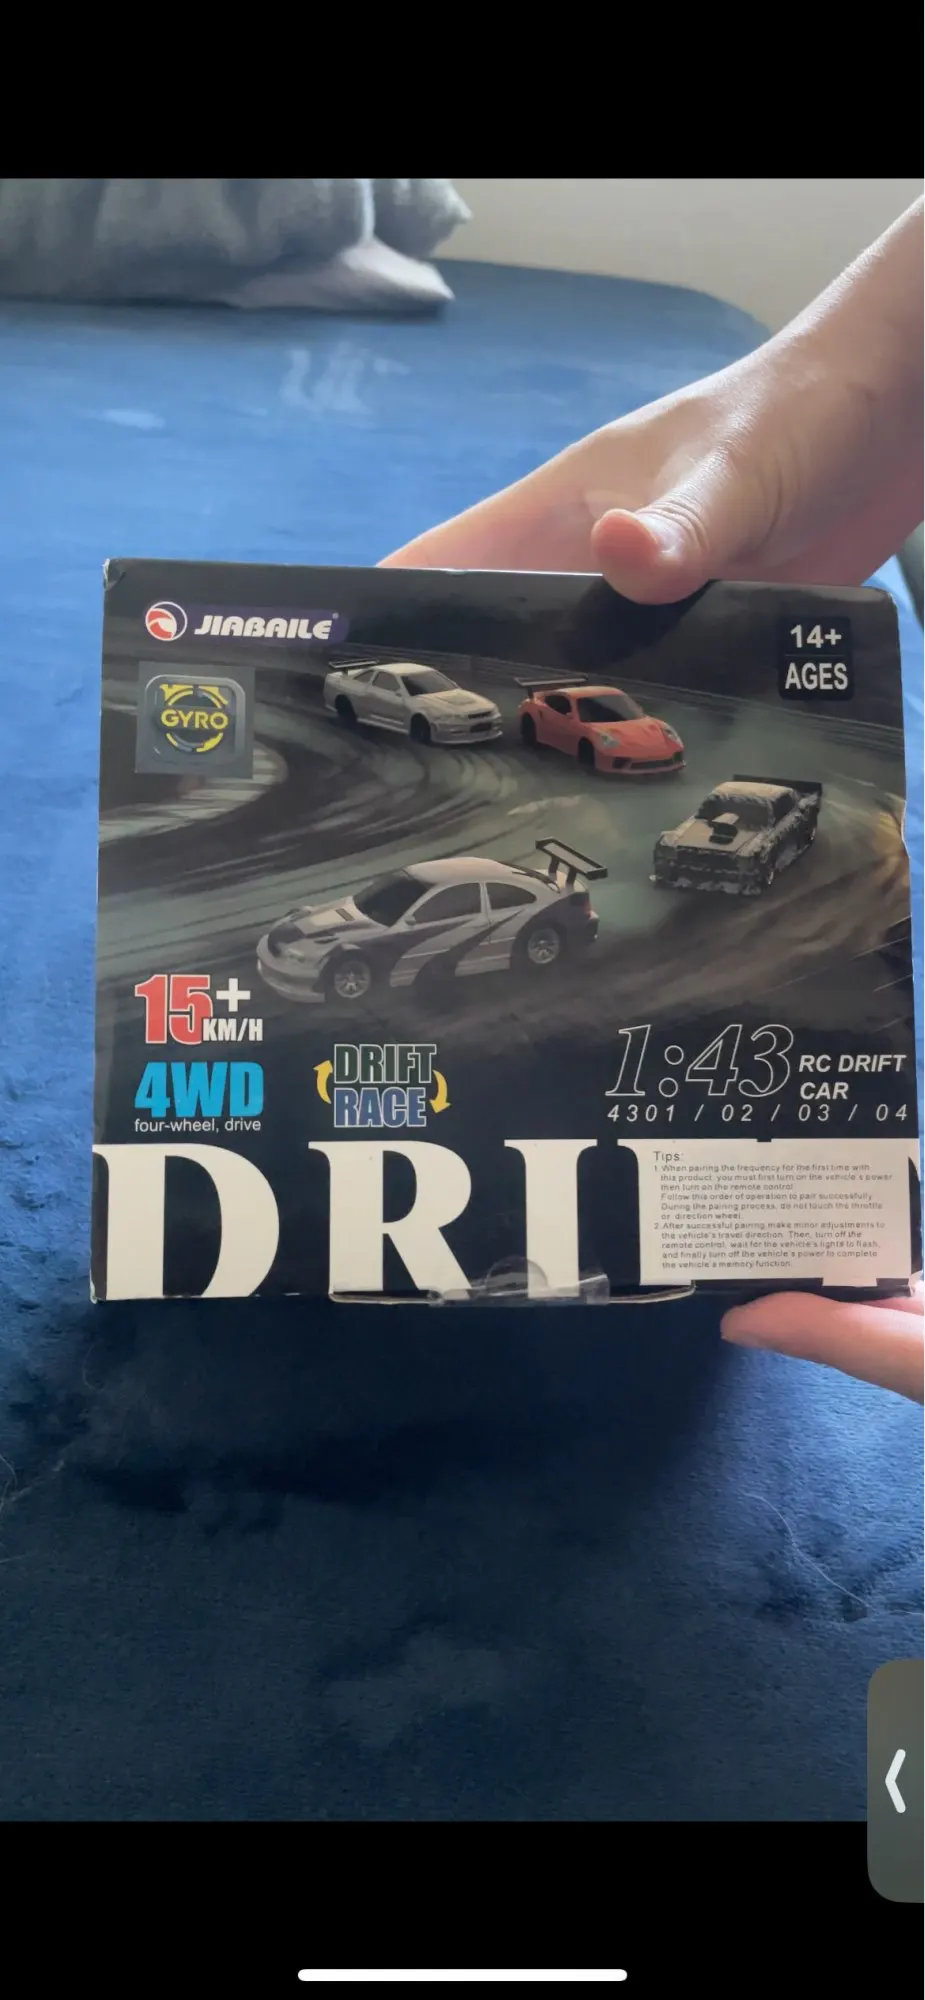 JIABAILE
14+
AGES
GYRO
15+
KM/H
4WD
four-wheel, drive
DRIFT
RACE
1:43 RC DRIFT
CAR
4301 / 02 / 03 / 04
DRI
Tips:
1. When pairing the frequency for the first time with
this product, you must first turn on the vehicle's power
then turn on the remote control.
Follow this order of operation to pair successfully
During the pairing process, do not touch the throttle
or direction wheel.
2. After successful pairing, make minor adjustments to
the vehicle's travel direction. Then, turn off the
remote control, wait for the vehicle's lights to flash,
and finally turn off the vehicle's power to complete
the vehicle's memory function.